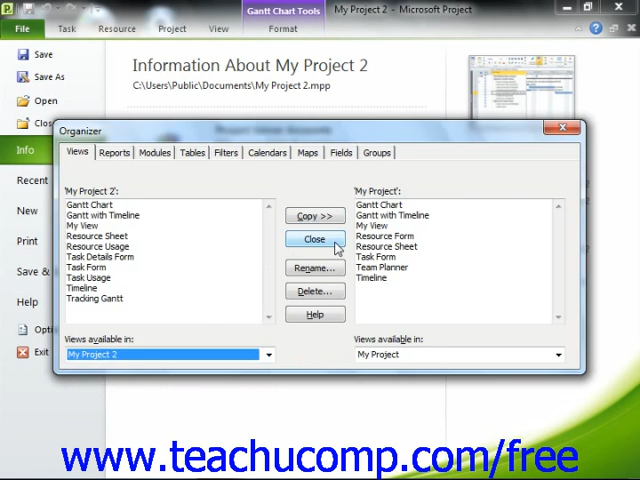 Gantt Chart Tools
My Project 2 - Microsoft Project
File
Task
Resource
Project
View
Format
Save
Save As
Open
Clos
Info
Recent
New
Print
Save &
Help
Opti
Exit
Information About My Project 2
C:\Users\Public\Documents\My Project 2.mpp
Organizer
Views
Reports
Modules
Tables
Filters
Calendars
Maps
Fields
Groups
'My Project 2':
Gantt Chart
Gantt with Timeline
My View
Resource Sheet
Resource Usage
Task Details Form
Task Form
Task Usage
Timeline
Tracking Gantt
Copy >>
Close
Rename...
Delete...
Help
'My Project':
Gantt Chart
Gantt with Timeline
My View
Resource Form
Resource Sheet
Task Form
Team Planner
Timeline
Views available in:
My Project 2
Views available in:
My Project
www.teachucomp.com/free